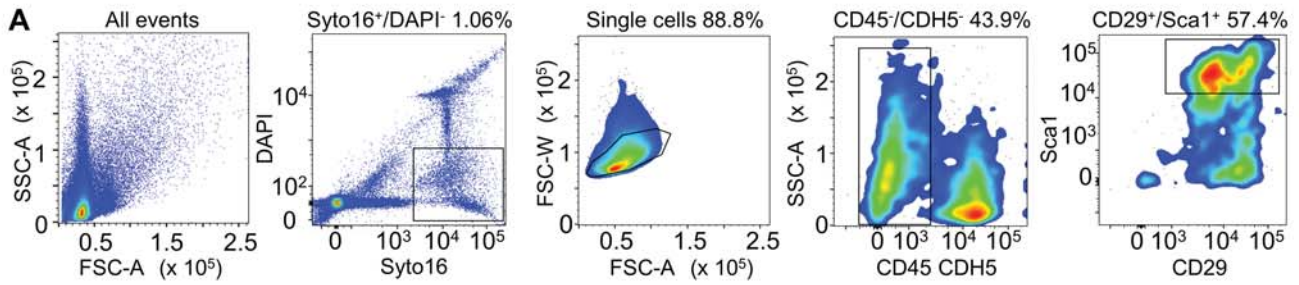 A
All events
SSC-A (x 10⁵)
2
1
0
0.5 1.5 2.5
FSC-A (x 10⁵)
Syto16⁺/DAPI⁻ 1.06%
DAPI
10⁴
10²
0
0 10³ 10⁴ 10⁵
Syto16
Single cells 88.8%
FSC-W (x 10⁵)
2
1
0
0.5 1.5 2.5
FSC-A (x 10⁵)
CD45⁻/CDH5⁻ 43.9%
SSC-A (x 10⁵)
2
1
0
0 10³ 10⁴ 10⁵
CD45 CDH5
CD29⁺/Sca1⁺ 57.4%
Sca1
10⁵
10⁴
10³
0
0 10³ 10⁴ 10⁵
CD29